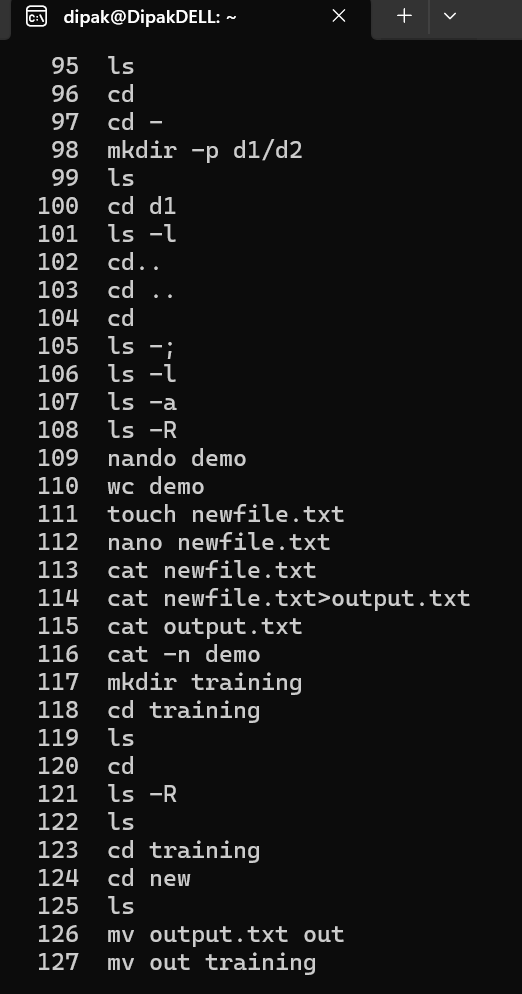 C:\ dipak@DipakDELL: ~
95 ls
96 cd
97 cd -
98 mkdir -p d1/d2
99 ls
100 cd d1
101 ls -l
102 cd..
103 cd ..
104 cd
105 ls -;
106 ls -l
107 ls -a
108 ls -R
109 nando demo
110 wc demo
111 touch newfile.txt
112 nano newfile.txt
113 cat newfile.txt
114 cat newfile.txt>output.txt
115 cat output.txt
116 cat -n demo
117 mkdir training
118 cd training
119 ls
120 cd
121 ls -R
122 ls
123 cd training
124 cd new
125 ls
126 mv output.txt out
127 mv out training